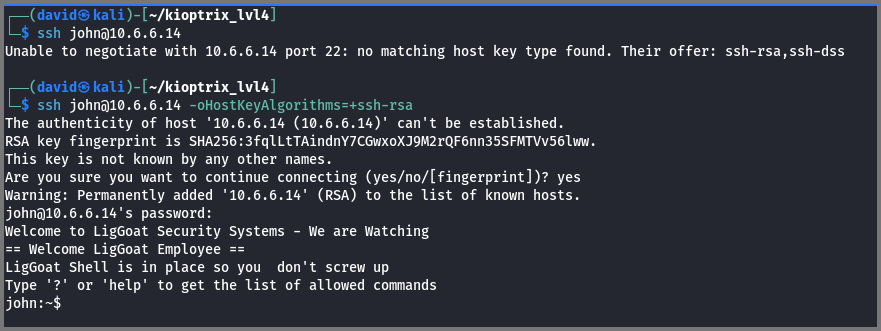 ┌──(david㉿kali)-[~/kioptrix_lvl4]
└─$ ssh john@10.6.6.14
Unable to negotiate with 10.6.6.14 port 22: no matching host key type found. Their offer: ssh-rsa,ssh-dss
┌──(david㉿kali)-[~/kioptrix_lvl4]
└─$ ssh john@10.6.6.14 -oHostKeyAlgorithms=+ssh-rsa
The authenticity of host '10.6.6.14 (10.6.6.14)' can't be established.
RSA key fingerprint is SHA256:3fqlLtTAindnY7CGwxoXJ9M2rQF6nn35SFMTVv56lww.
This key is not known by any other names.
Are you sure you want to continue connecting (yes/no/[fingerprint])? yes
Warning: Permanently added '10.6.6.14' (RSA) to the list of known hosts.
john@10.6.6.14's password:
Welcome to LigGoat Security Systems - We are Watching
== Welcome LigGoat Employee ==
LigGoat Shell is in place so you  don't screw up
Type '?' or 'help' to get the list of allowed commands
john:~$